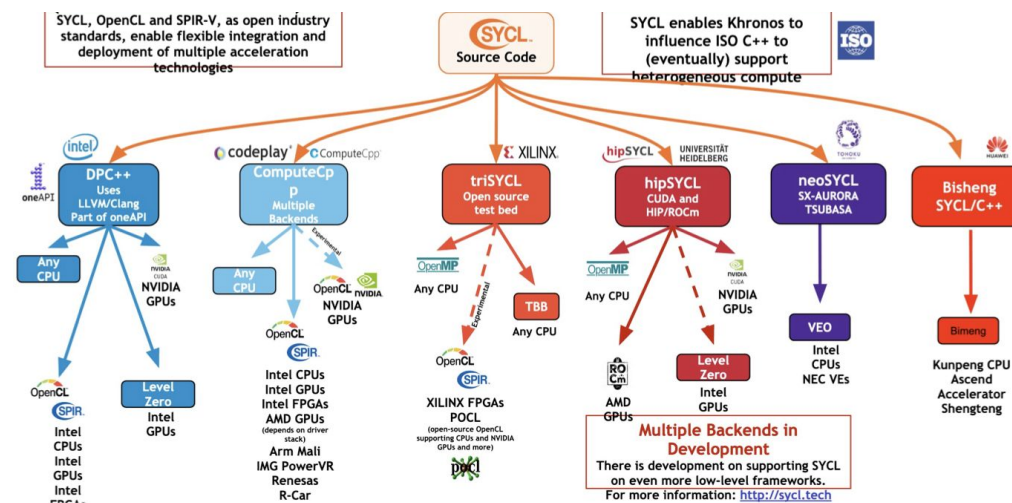 SYCL, OpenCL and SPIR-V, as open industry
standards, enable flexible integration and
deployment of multiple acceleration
technologies
SYCL™
Source Code
SYCL enables Khronos to
influence ISO C++ to
(eventually) support
heterogeneous compute
ISO
intel
oneAPI
DPC++
Uses
LLVM/Clang
Part of oneAPI
Any
CPU
NVIDIA
CUDA
NVIDIA
GPUs
OpenCL
SPIR™
Intel
CPUs
Intel
GPUs
Intel
FPGAs
Level
Zero
Intel
GPUs
codeplay
ComputeCpp
ComputeCp
p
Multiple
Backends
Experimental
Any
CPU
OpenCL
NVIDIA
NVIDIA
GPUs
OpenCL
SPIR™
Intel CPUs
Intel GPUs
Intel FPGAs
AMD GPUs
(depends on driver
stack)
Arm Mali
IMG PowerVR
Renesas
R-Car
XILINX
triSYCL
Open source
test bed
OpenMP
Any CPU
Experimental
TBB
Any CPU
OpenCL
SPIR™
XILINX FPGAs
POCL
(open-source OpenCL
supporting CPUs and NVIDIA
GPUs and more)
pocl
hipSYCL
UNIVERSITÄT
HEIDELBERG
hipSYCL
CUDA and
HIP/ROCm
OpenMP
Any CPU
NVIDIA
CUDA
NVIDIA
GPUs
ROCm
AMD
GPUs
Level
Zero
Intel
GPUs
TOHOKU
neoSYCL
SX-AURORA
TSUBASA
VEO
Intel
CPUs
NEC VEs
HUAWEI
Bisheng
SYCL/C++
Bimeng
Kunpeng CPU
Ascend
Accelerator
Shengteng
Multiple Backends in
Development
There is development on supporting SYCL
on even more low-level frameworks.
For more information: http://sycl.tech